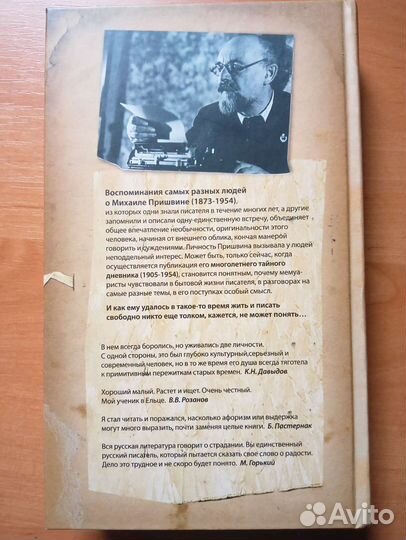 Воспоминания самых разных людей
о Михаиле Пришвине (1873-1954),
из которых одни знали писателя в течение многих лет, а другие
запомнили и описали одну-единственную встречу, объединяет
общее впечатление необычности, оригинальности этого
человека, начиная от внешнего облика, кончая манерой
говорить и суждениями. Личность Пришвина вызывала у людей
неподдельный интерес. Может быть, только сейчас, когда
осуществляется публикация его многолетнего тайного
дневника (1905-1954), становится понятным, почему мемуа-
ристы чувствовали в бытовой жизни писателя, в разговорах на
самые разные темы, в его поступках особый смысл.
И как ему удалось в такое-то время жить и писать
свободно никто еще толком, кажется, не может понять...
В нем всегда боролись, но уживались две личности.
С одной стороны, это был глубоко культурный,серьезный и
современный человек, но в то же время его душа всегда тяготела
к примитивным пережиткам старых времен. К.Н. Давыдов
Хороший малый. Растет и ищет. Очень честный.
Мой ученик в Ельце. В.В. Розанов
Я стал читать и поражался, насколько афоризм или выдержка
могут много выразить, почти заменяя целые книги. Б. Пастернак
Вся русская литература говорит о страдании. Вы единственный
русский писатель, который пытается сказать свое слово о радости.
Дело это трудное и не скоро будет понято. М. Горький
Avito